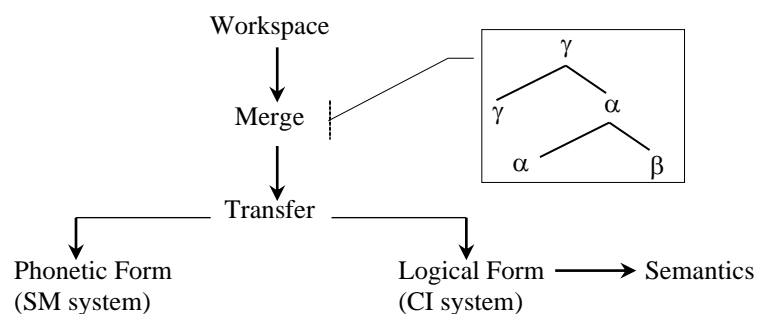 Workspace
γ
γ
α
Merge
α
β
Transfer
Phonetic Form
(SM system)
Logical Form
(CI system)
Semantics